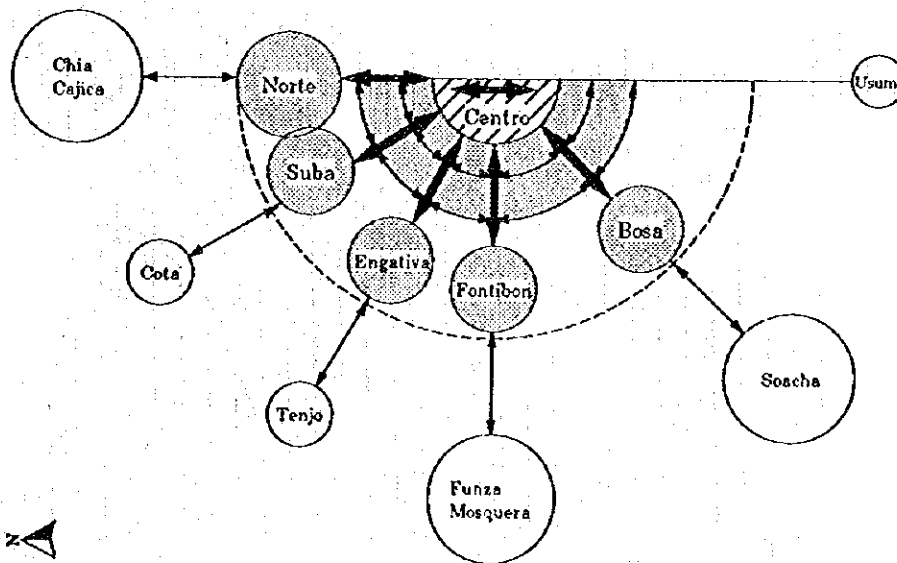 Chia
Cajica
Norte
Centro
Usum
Suba
Bosa
Engativa
Cota
Fontibon
Soacha
Tenjo
Funza
Mosquera
N